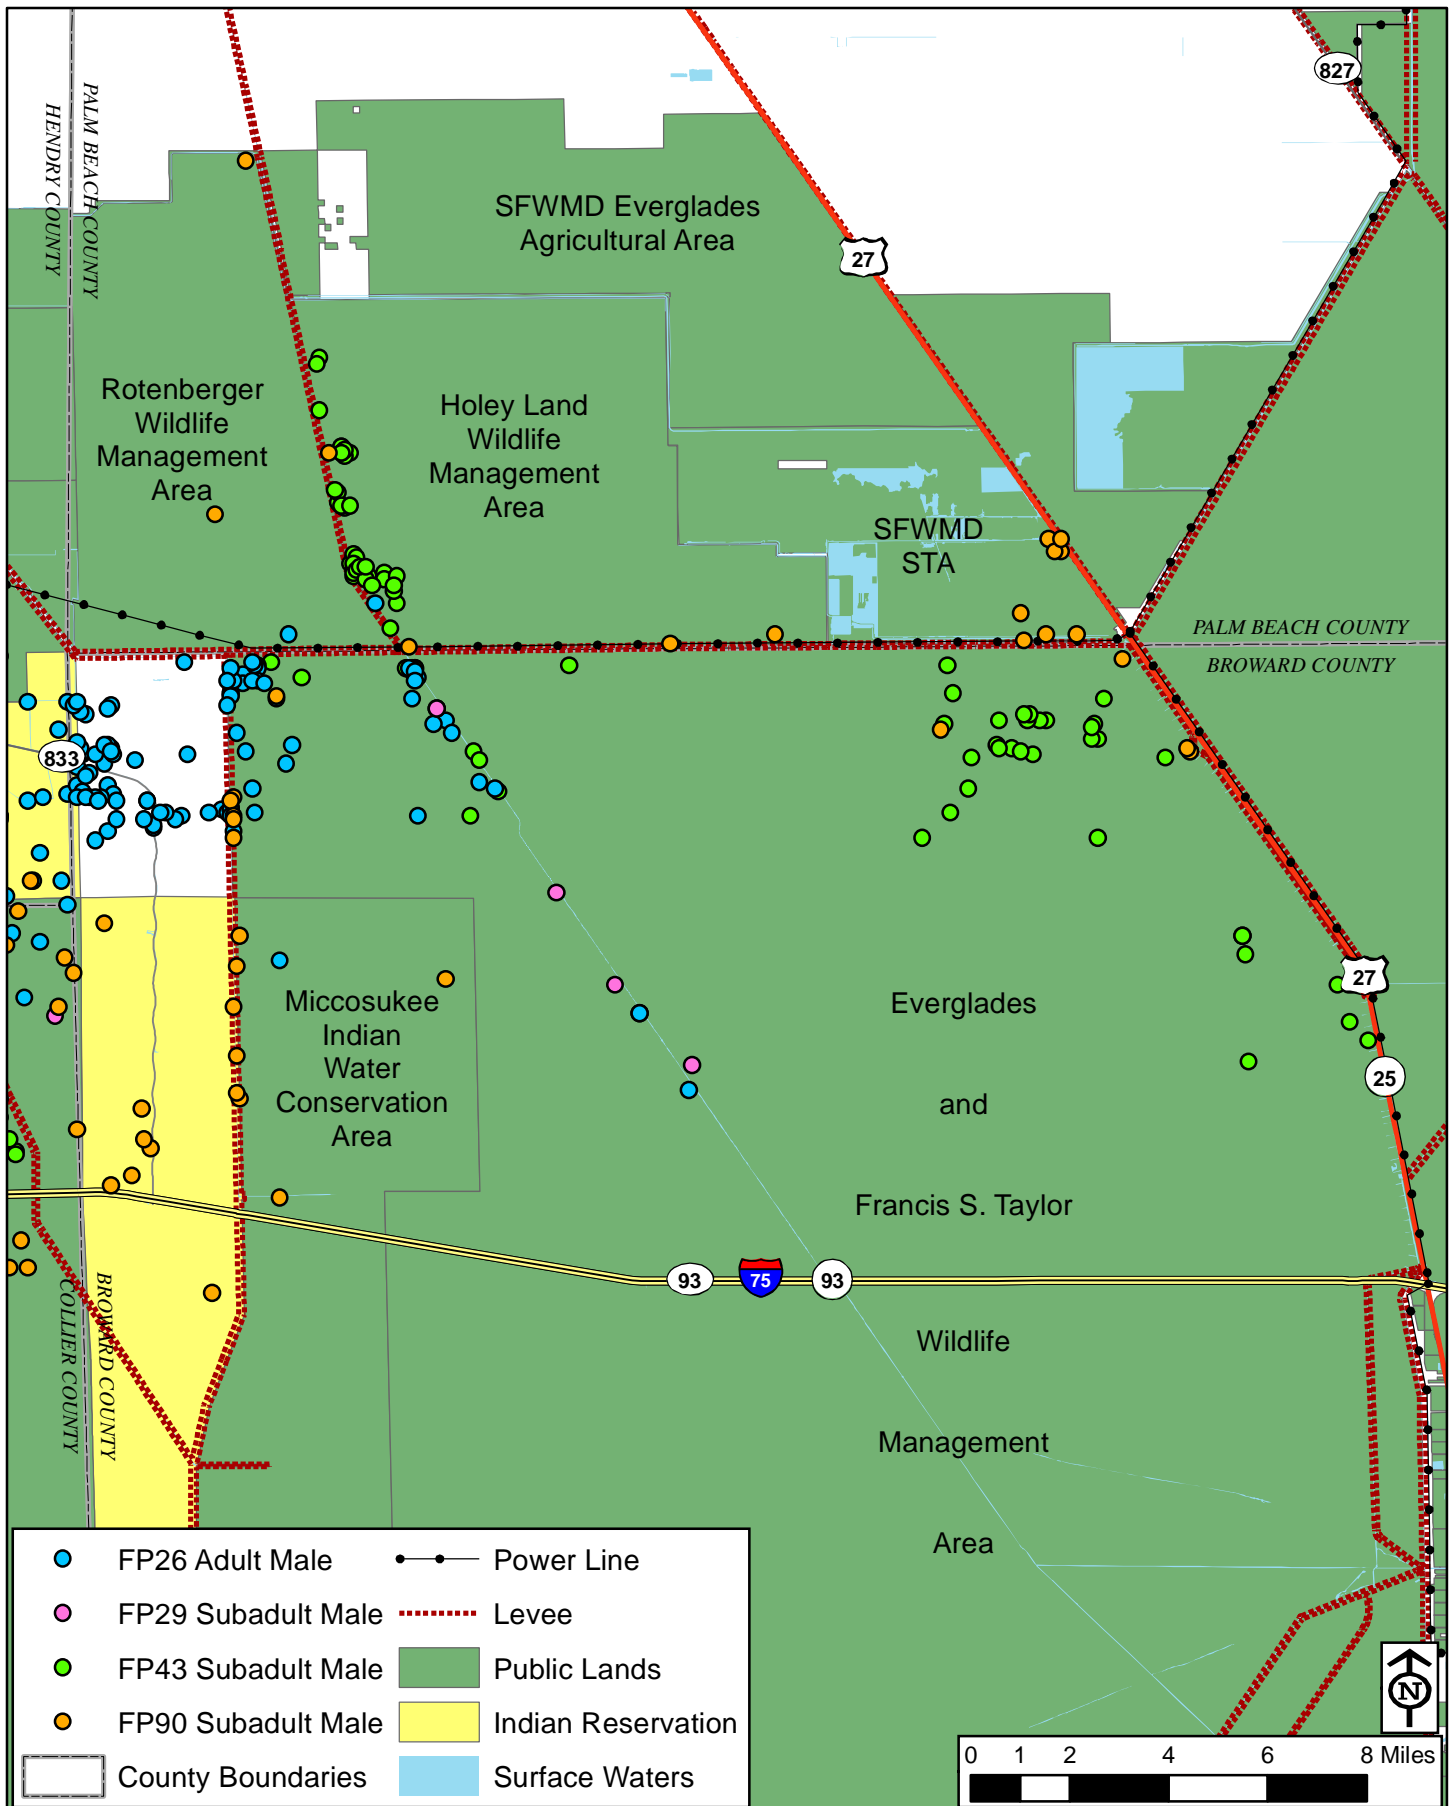 827
PALM BEACH COUNTY
HENDRY COUNTY
SFWMD Everglades
Agricultural Area
27
Rotenberger
Wildlife
Management
Area
Holey Land
Wildlife
Management
Area
SFWMD
STA
PALM BEACH COUNTY
BROWARD COUNTY
833
27
Miccosukee
Indian
Water
Conservation
Area
Everglades
and
Francis S. Taylor
Wildlife
Management
Area
25
93
75
93
BROWARD COUNTY
COLLIER COUNTY
FP26 Adult Male
FP29 Subadult Male
FP43 Subadult Male
FP90 Subadult Male
County Boundaries
Power Line
Levee
Public Lands
Indian Reservation
Surface Waters
N
0 1 2 4 6 8 Miles